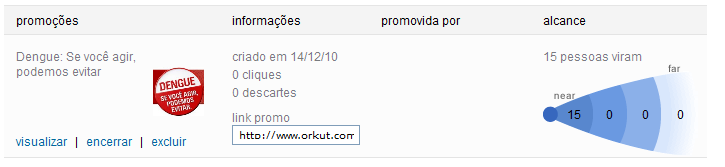 promoções informações promovida por alcance
Dengue: Se você agir,
podemos evitar
DENGUE
SE VOCÊ AGIR,
PODEMOS
EVITAR.
visualizar | encerrar | excluir
criado em 14/12/10
0 cliques
0 descartes
link promo
http://www.orkut.com
15 pessoas viram
far
near
15 0 0 0